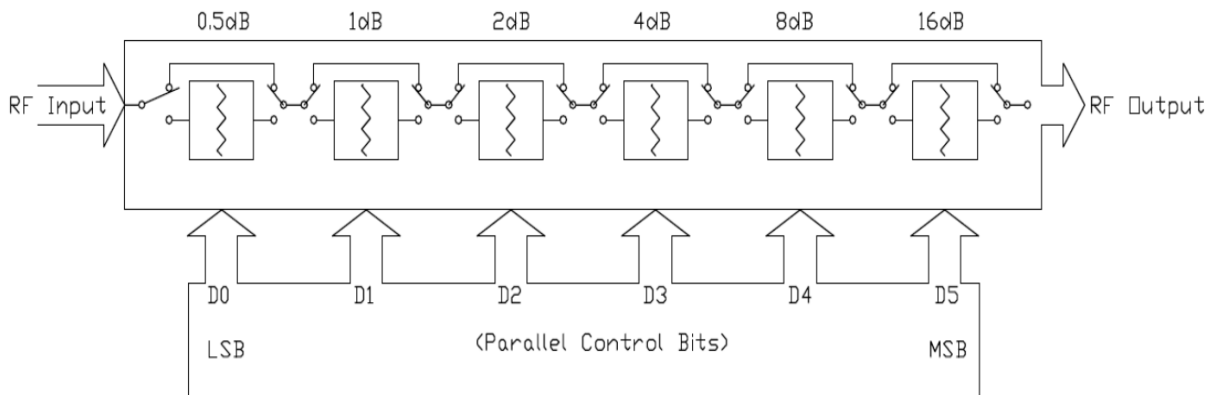 0.5dB 1dB 2dB 4dB 8dB 16dB
RF Input
RF Output
D0 D1 D2 D3 D4 D5
LSB (Parallel Control Bits) MSB